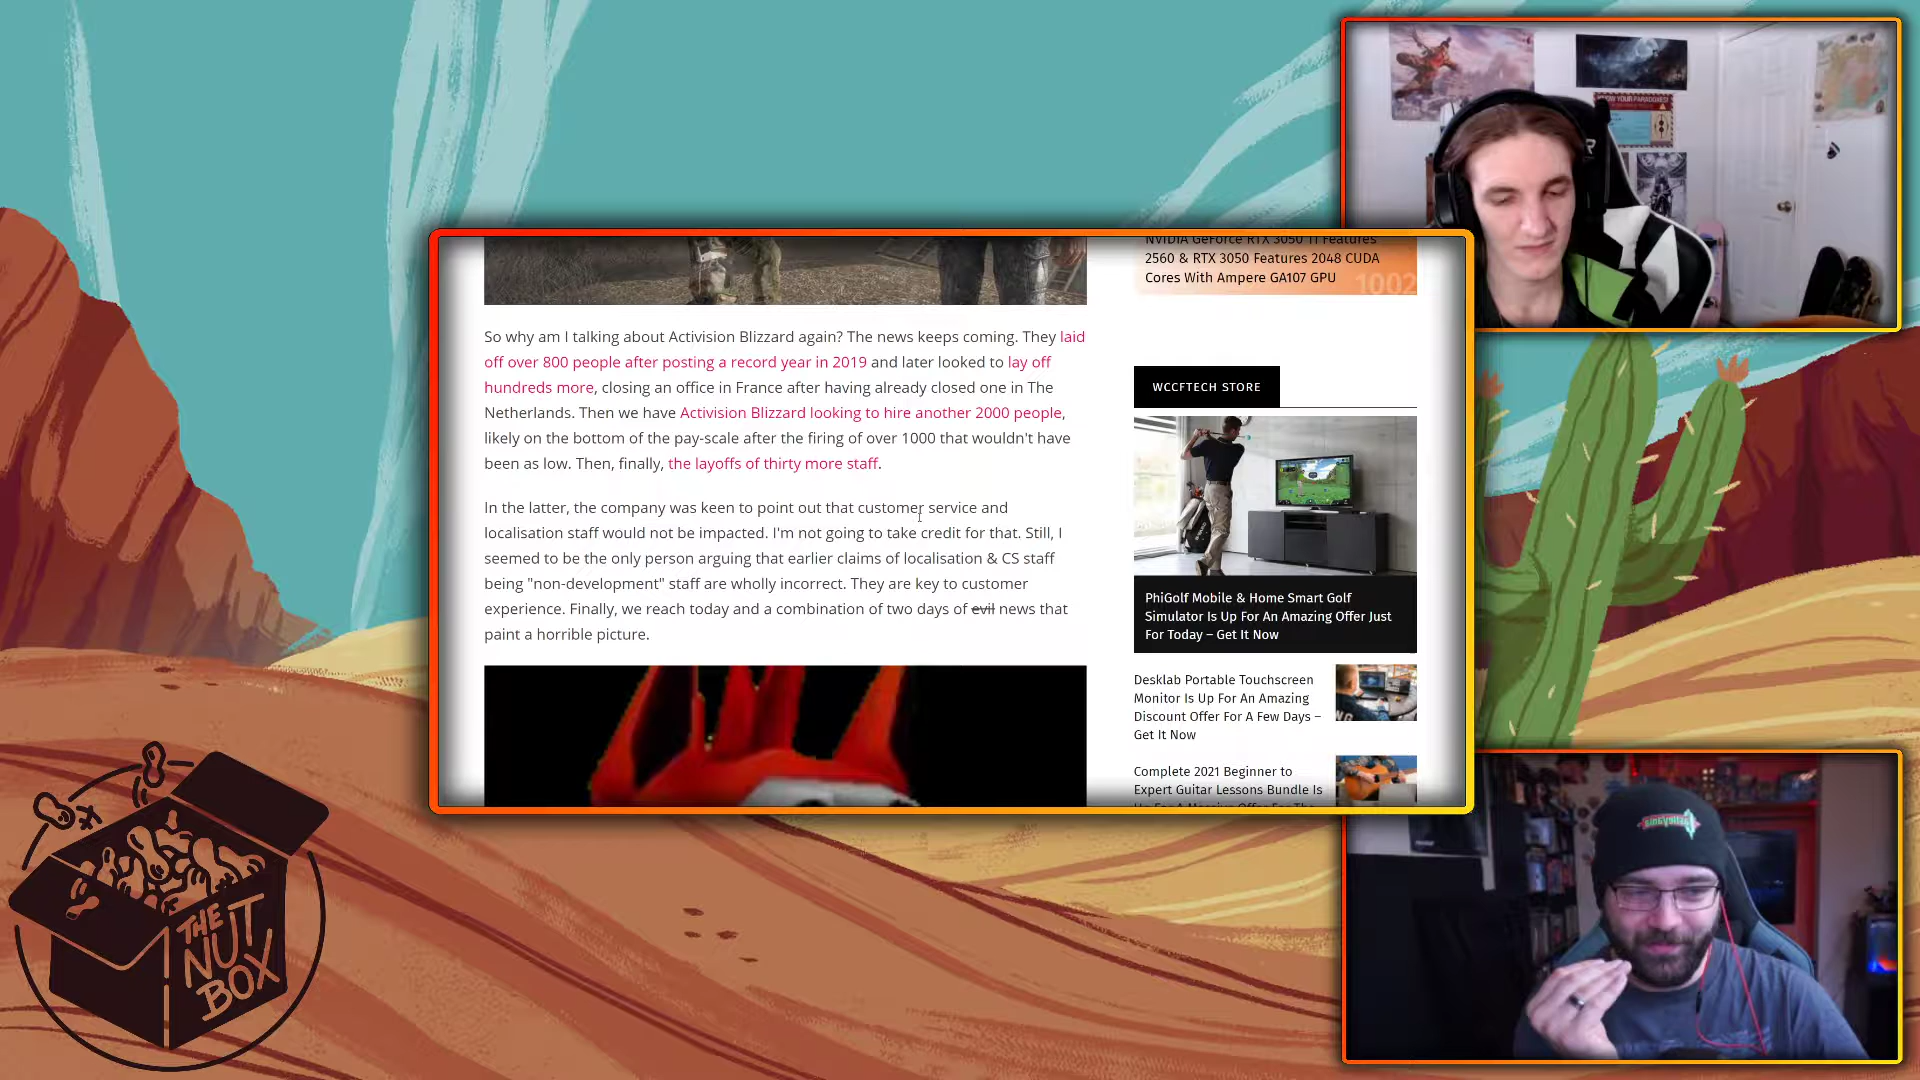 NVIDIA GeForce RTX 3050 Ti Features
2560 & RTX 3050 Features 2048 CUDA
Cores With Ampere GA107 GPU
1002
So why am I talking about Activision Blizzard again? The news keeps coming. They laid
off over 800 people after posting a record year in 2019 and later looked to lay off
hundreds more, closing an office in France after having already closed one in The
Netherlands. Then we have Activision Blizzard looking to hire another 2000 people,
likely on the bottom of the pay-scale after the firing of over 1000 that wouldn't have
been as low. Then, finally, the layoffs of thirty more staff.
In the latter, the company was keen to point out that customer service and
localisation staff would not be impacted. I'm not going to take credit for that. Still, I
seemed to be the only person arguing that earlier claims of localisation & CS staff
being "non-development" staff are wholly incorrect. They are key to customer
experience. Finally, we reach today and a combination of two days of evil news that
paint a horrible picture.
WCCFTECH STORE
PhiGolf Mobile & Home Smart Golf
Simulator Is Up For An Amazing Offer Just
For Today – Get It Now
Desklab Portable Touchscreen
Monitor Is Up For An Amazing
Discount Offer For A Few Days –
Get It Now
Complete 2021 Beginner to
Expert Guitar Lessons Bundle Is
Up For A Massive Offer For The
KNOW YOUR PARADOXES
THE
NUT
BOX